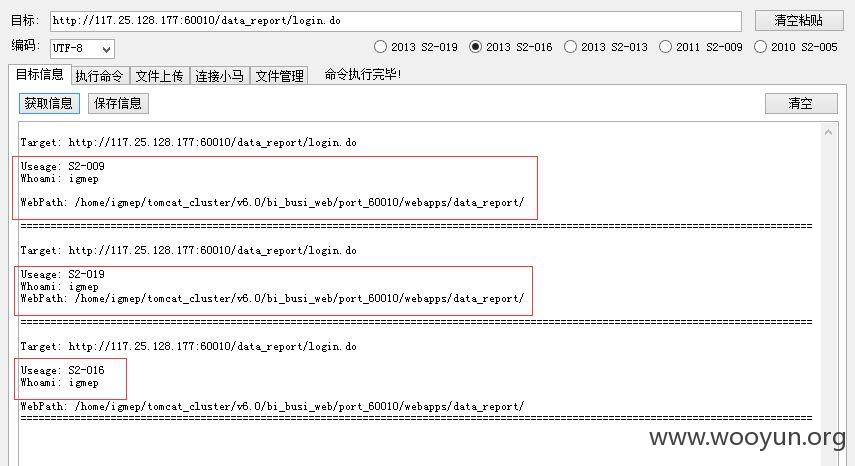 目标: http://117.25.128.177:60010/data_report/login.do 清空粘贴
编码: UTF-8 2013 S2-019 2013 S2-016 2013 S2-013 2011 S2-009 2010 S2-005
目标信息 执行命令 文件上传 连接小马 文件管理 命令执行完毕!
获取信息 保存信息 清空
Target: http://117.25.128.177:60010/data_report/login.do
Useage: S2-009
Whoami: igmep
WebPath: /home/igmep/tomcat_cluster/v6.0/bi_busi_web/port_60010/webapps/data_report/
Target: http://117.25.128.177:60010/data_report/login.do
Useage: S2-019
Whoami: igmep
WebPath: /home/igmep/tomcat_cluster/v6.0/bi_busi_web/port_60010/webapps/data_report/
Target: http://117.25.128.177:60010/data_report/login.do
Useage: S2-016
Whoami: igmep
WebPath: /home/igmep/tomcat_cluster/v6.0/bi_busi_web/port_60010/webapps/data_report/
www.wooyun.org